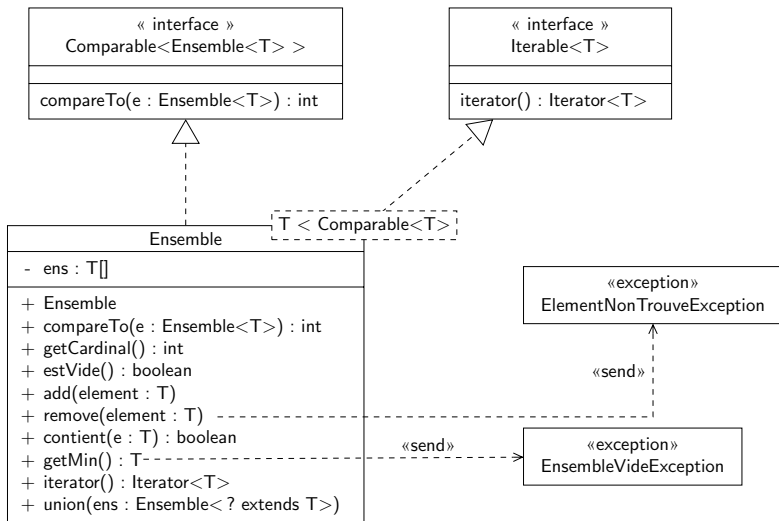 « interface »
Comparable<Ensemble<T> >
compareTo(e : Ensemble<T>) : int
« interface »
Iterable<T>
iterator() : Iterator<T>
T < Comparable<T>
Ensemble
- ens : T[]
+ Ensemble
+ compareTo(e : Ensemble<T>) : int
+ getCardinal() : int
+ estVide() : boolean
+ add(element : T)
+ remove(element : T)
+ contient(e : T) : boolean
+ getMin() : T
+ iterator() : Iterator<T>
+ union(ens : Ensemble< ? extends T>)
«exception»
ElementNonTrouveException
«send»
«send»
«exception»
EnsembleVideException